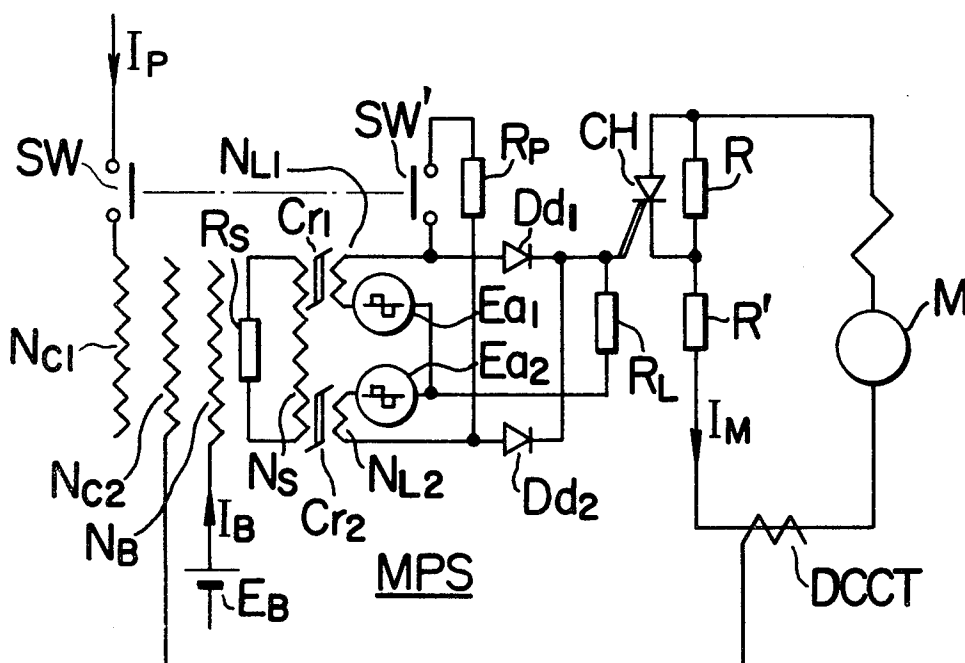 IP
SW
NL1
SW'
RP
CH
R
Cr1
Dd1
RS
Ea1
R'
M
NC1
Ea2
RL
IM
NC2
NS
NL2
Dd2
NB
IB
Cr2
MPS
DCCT
EB